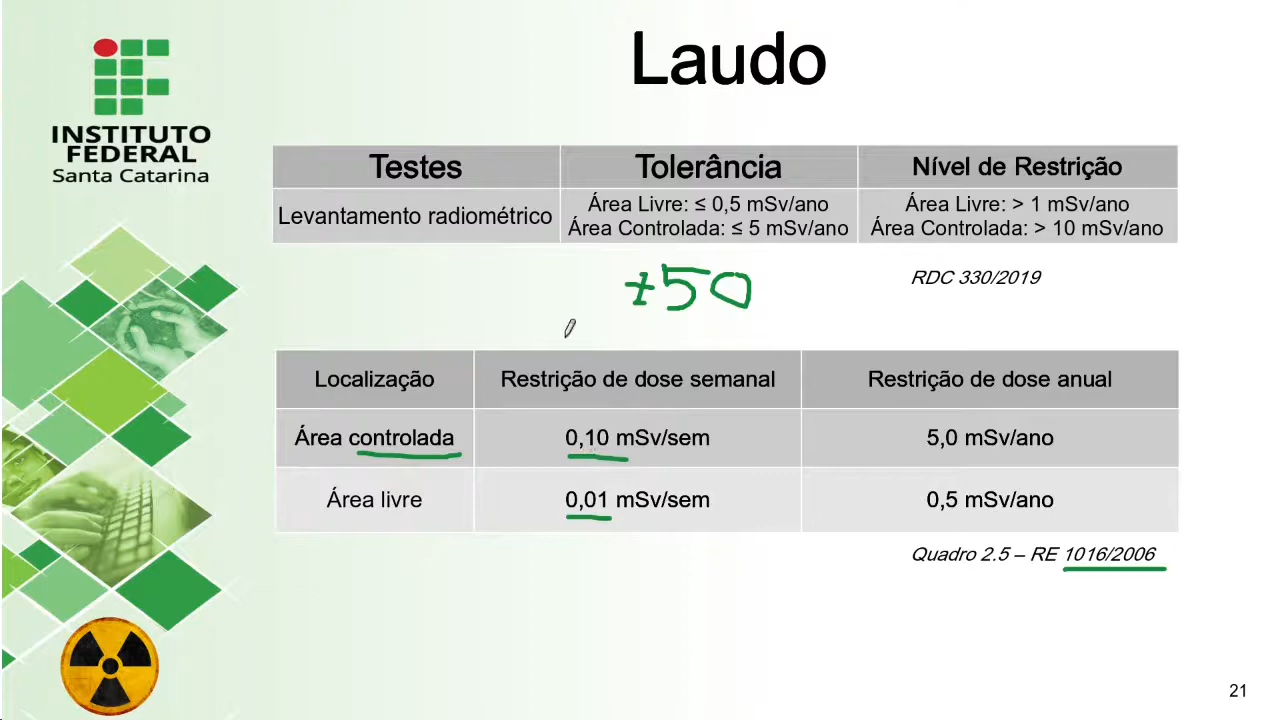 Laudo
INSTITUTO
FEDERAL
Santa Catarina
Testes Tolerância Nível de Restrição
Levantamento radiométrico Área Livre: ≤ 0,5 mSv/ano Área Livre: > 1 mSv/ano
Área Controlada: ≤ 5 mSv/ano Área Controlada: > 10 mSv/ano
RDC 330/2019
+50
Localização Restrição de dose semanal Restrição de dose anual
Área controlada 0,10 mSv/sem 5,0 mSv/ano
Área livre 0,01 mSv/sem 0,5 mSv/ano
Quadro 2.5 – RE 1016/2006
21